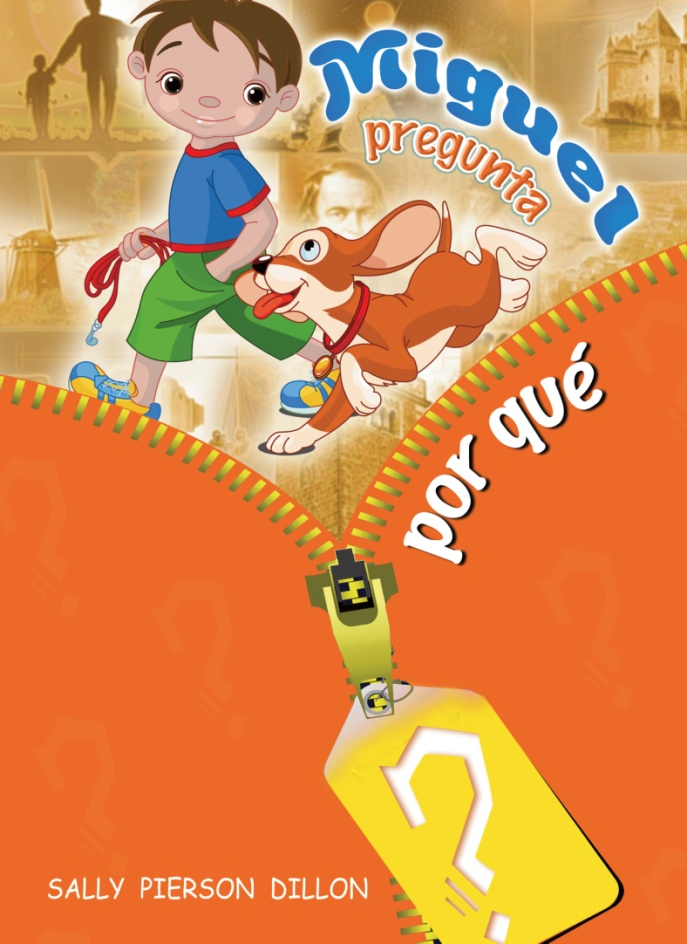 Miguel
pregunta
por qué
?
SALLY PIERSON DILLON